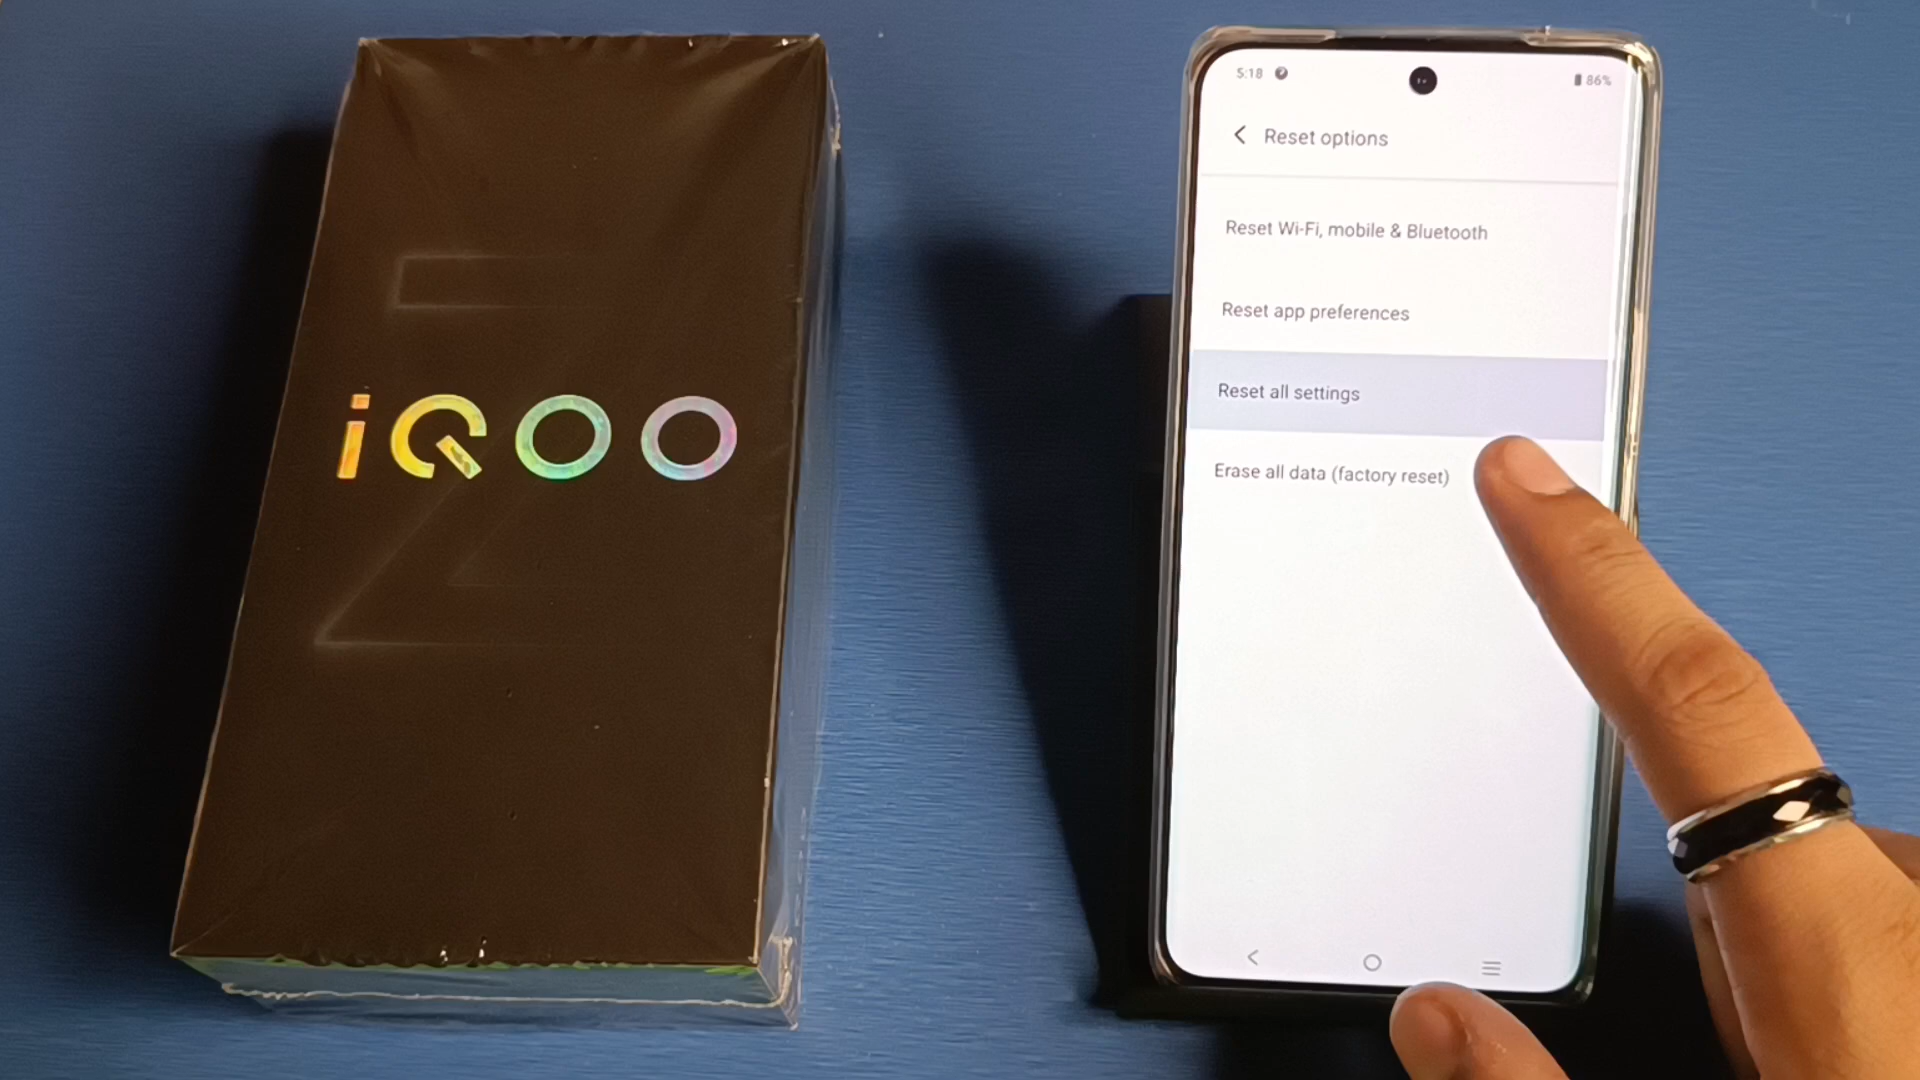 iQOO
Z
5:18
86%
Reset options
Reset Wi-Fi, mobile & Bluetooth
Reset app preferences
Reset all settings
Erase all data (factory reset)